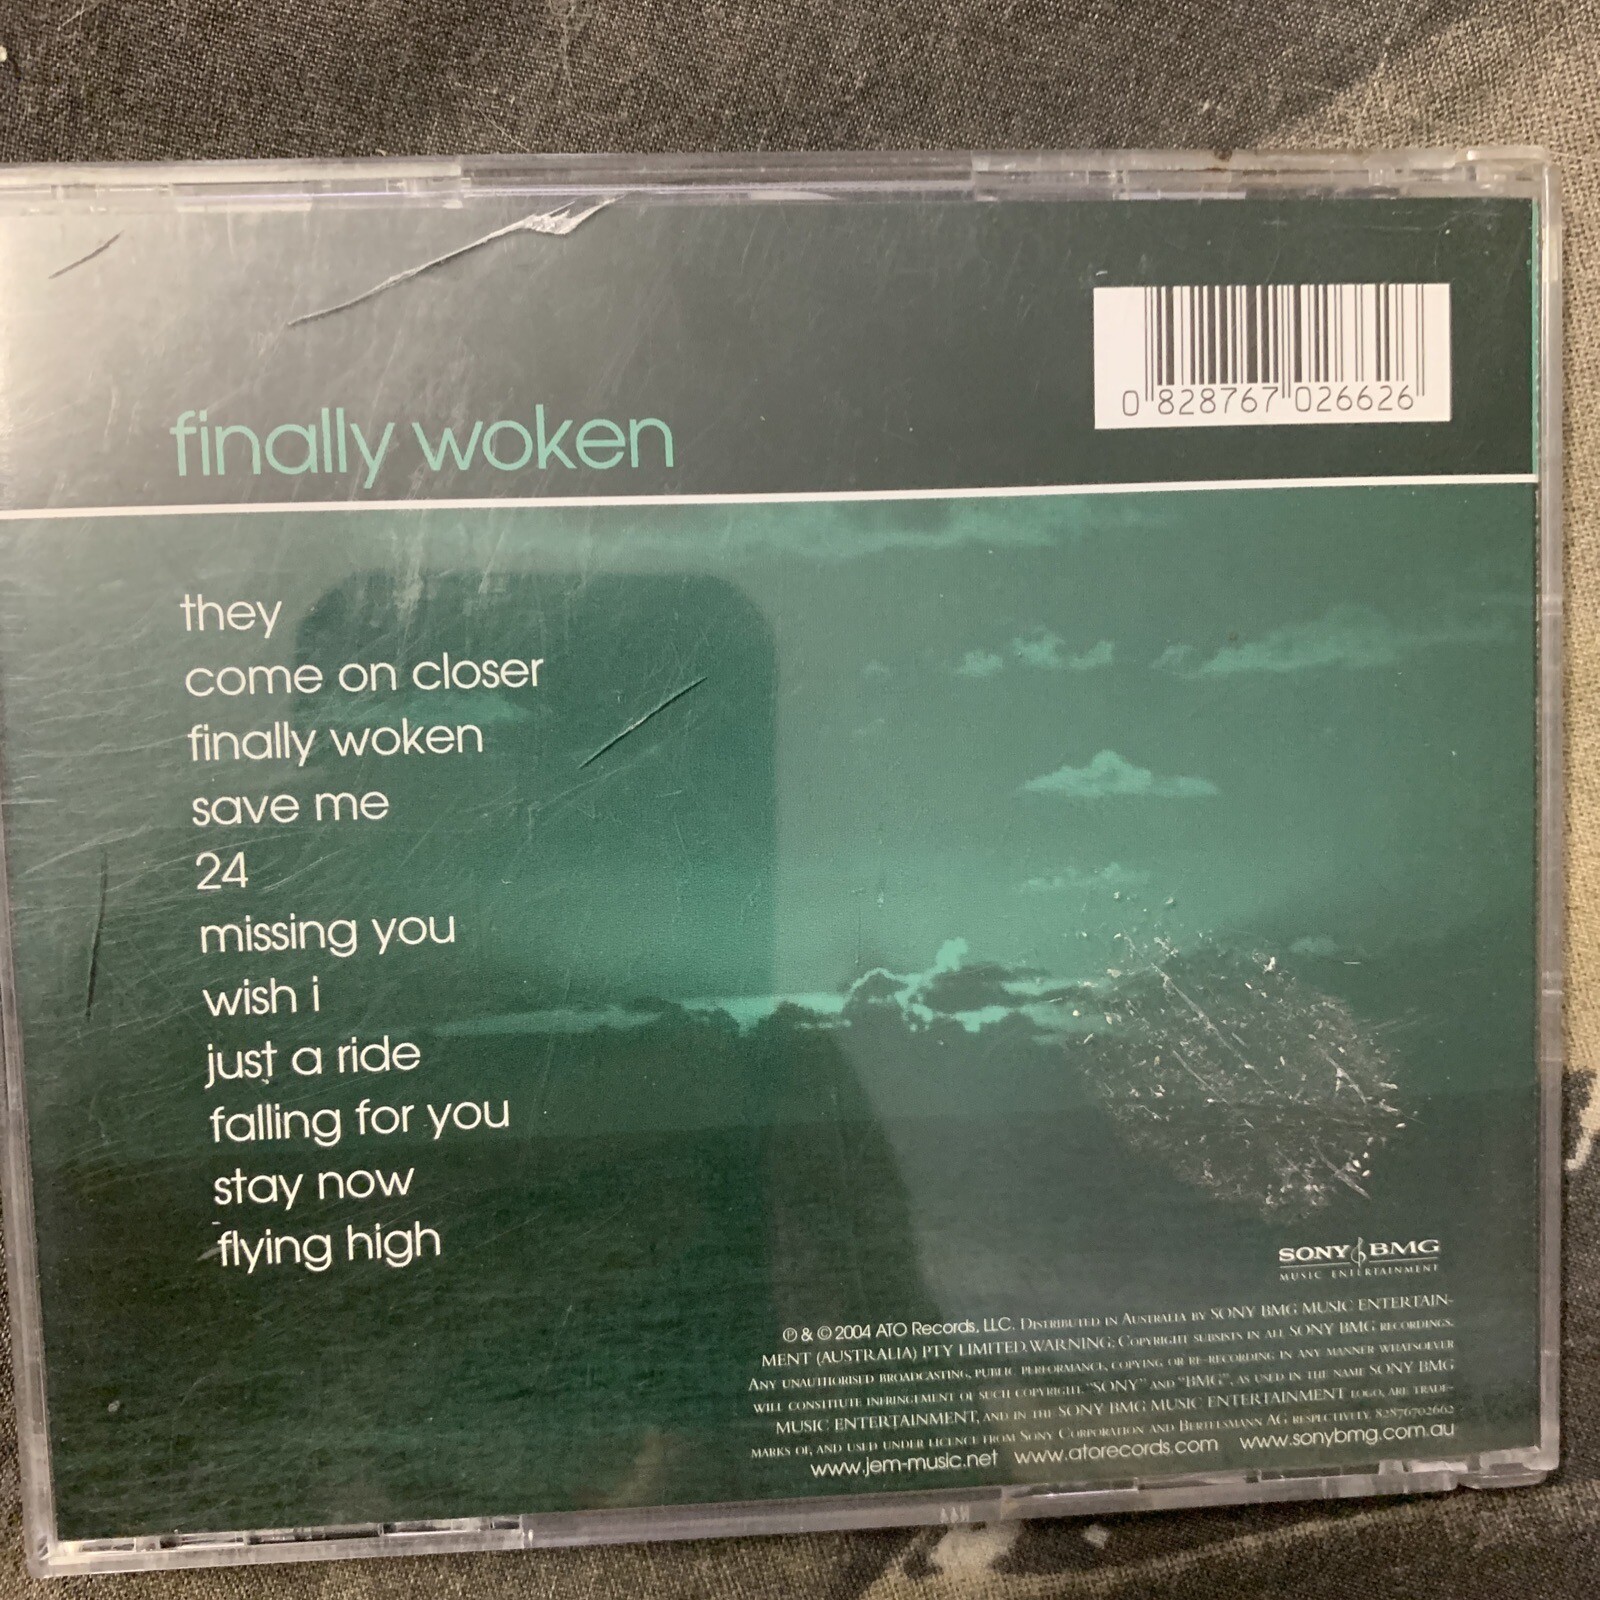 0 828767 026626
finally woken
they
come on closer
finally woken
save me
24
missing you
wish i
just a ride
falling for you
stay now
flying high
SONY BMG
MUSIC ENTERTAINMENT
℗ & © 2004 ATO Records, LLC. DISTRIBUTED IN AUSTRALIA BY SONY BMG MUSIC ENTERTAIN-
MENT (AUSTRALIA) PTY LIMITED. WARNING: COPYRIGHT SUBSISTS IN ALL SONY BMG RECORDINGS.
ANY UNAUTHORISED BROADCASTING, PUBLIC PERFORMANCE, COPYING OR RE-RECORDING IN ANY MANNER WHATSOEVER
WILL CONSTITUTE INFRINGEMENT OF SUCH COPYRIGHT. "SONY" AND "BMG", AS USED IN THE NAME SONY BMG
MUSIC ENTERTAINMENT, AND IN THE SONY BMG MUSIC ENTERTAINMENT LOGO, ARE TRADE-
MARKS OF, AND USED UNDER LICENCE FROM SONY CORPORATION AND BERTELSMANN AG RESPECTIVELY. 82876702662
www.jem-music.net www.atorecords.com www.sonybmg.com.au